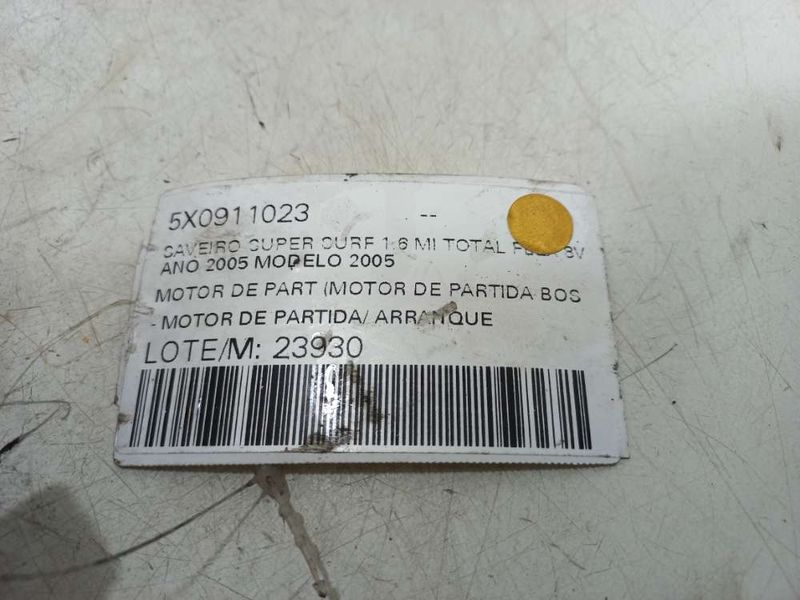 5X0911023 --
SAVEIRO SUPER SURF 1.6 MI TOTAL 8V
ANO 2005 MODELO 2005
MOTOR DE PART (MOTOR DE PARTIDA BOS
- MOTOR DE PARTIDA/ ARRANQUE
LOTE/M: 23930